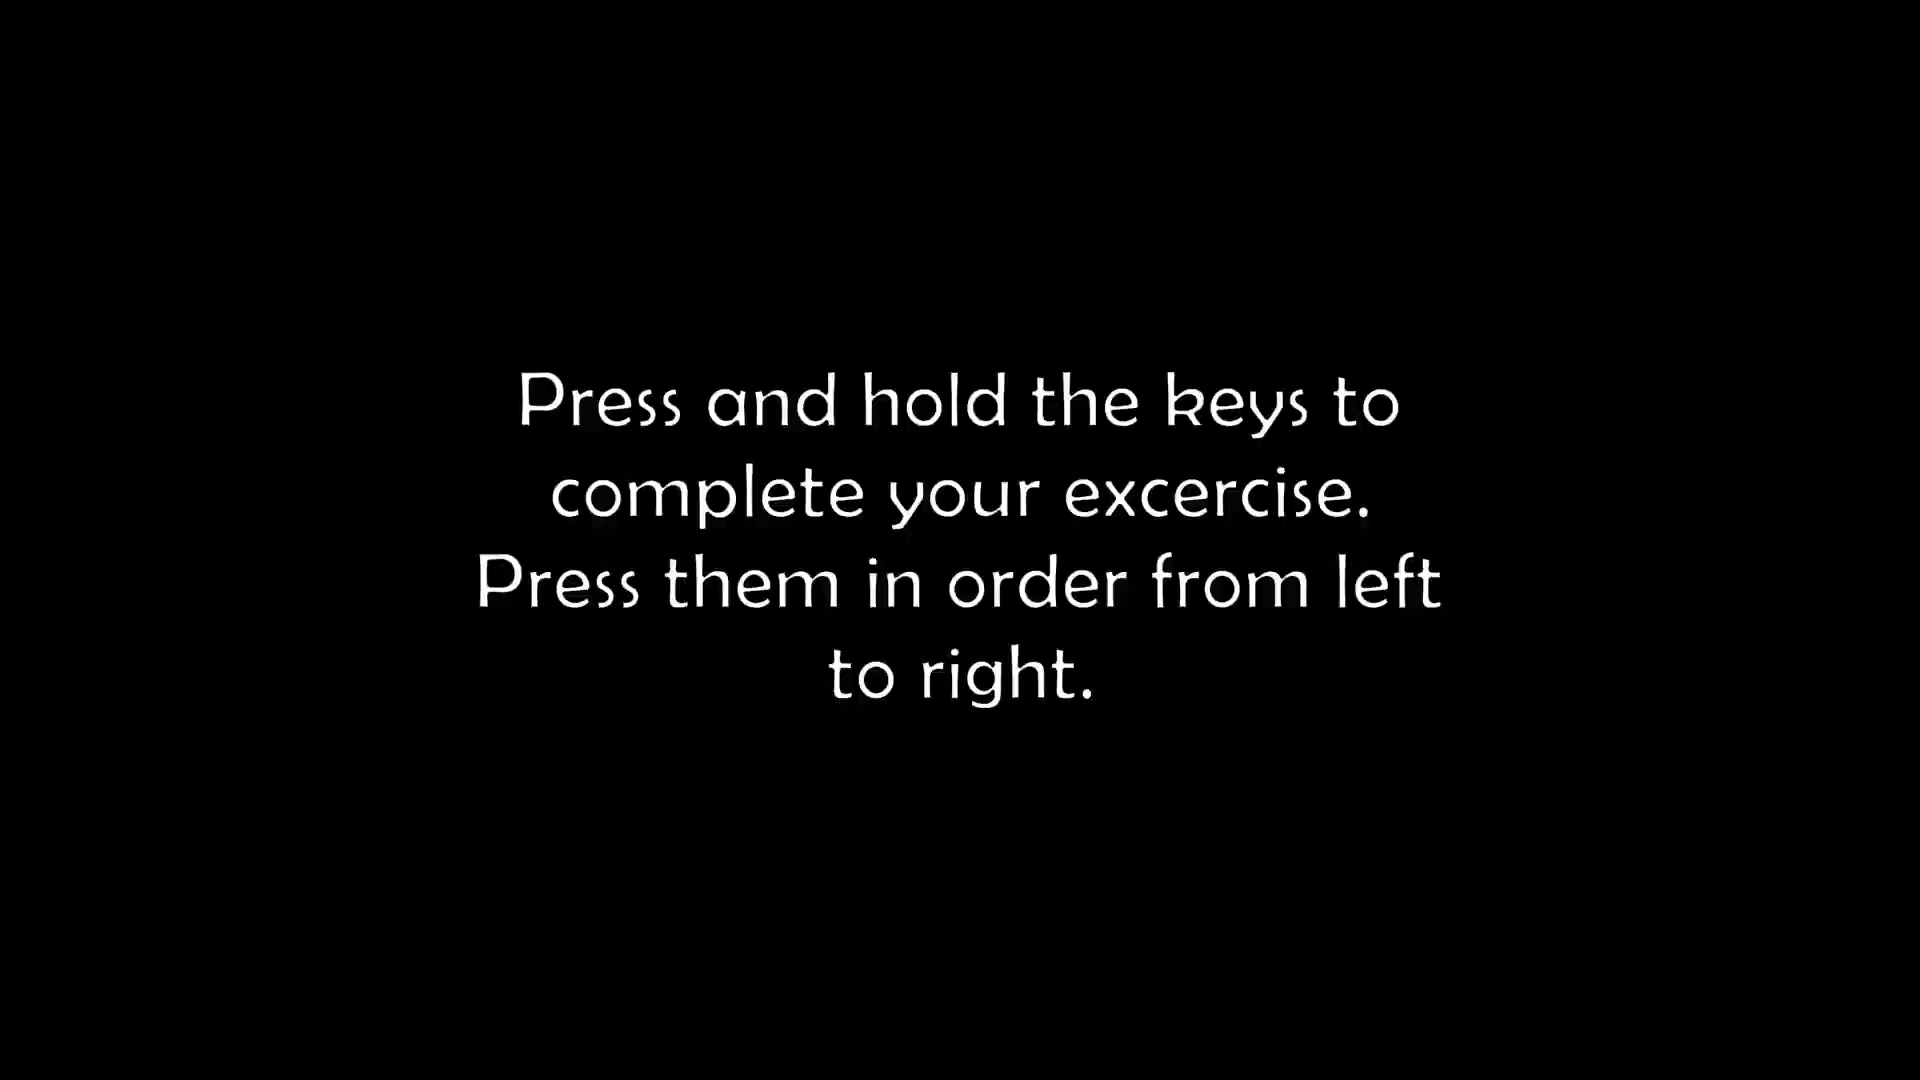 Press and hold the keys to
complete your excercise.
Press them in order from left
to right.